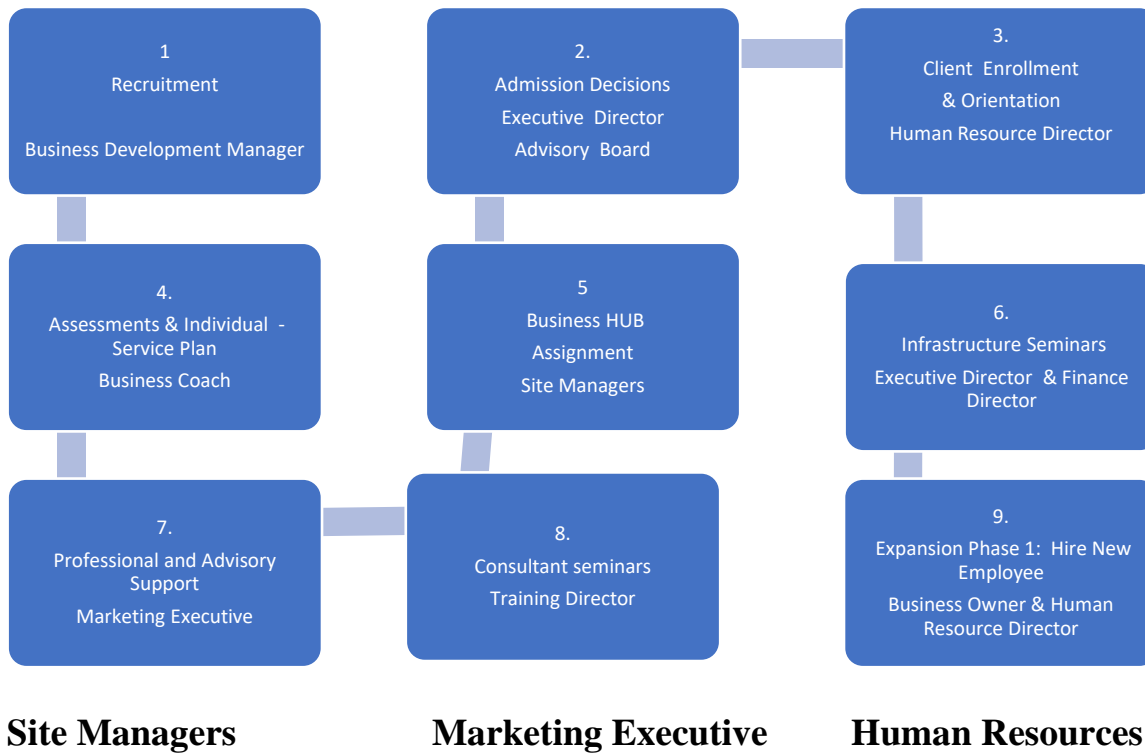 1
Recruitment
Business Development Manager
2.
Admission Decisions
Executive Director
Advisory Board
3.
Client Enrollment
& Orientation
Human Resource Director
4.
Assessments & Individual -
Service Plan
Business Coach
5
Business HUB
Assignment
Site Managers
6.
Infrastructure Seminars
Executive Director & Finance
Director
7.
Professional and Advisory
Support
Marketing Executive
8.
Consultant seminars
Training Director
9.
Expansion Phase 1: Hire New
Employee
Business Owner & Human
Resource Director
Site Managers
Marketing Executive
Human Resources